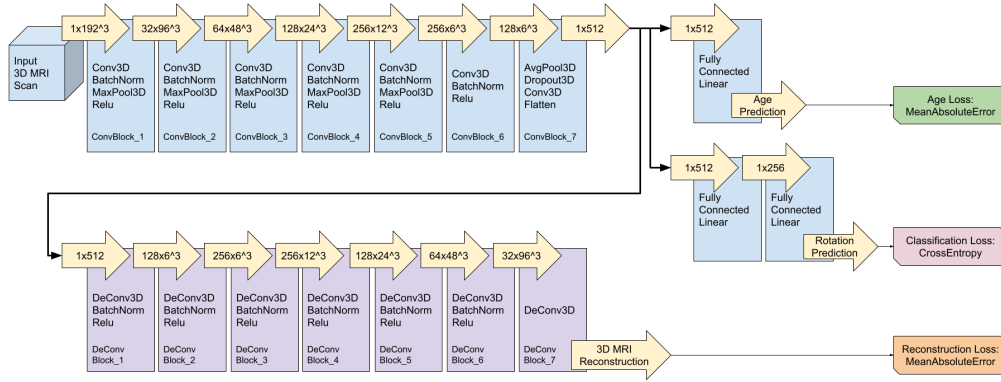 1x192^3
32x96^3
64x48^3
128x24^3
256x12^3
256x6^3
128x6^3
1x512
Input
3D MRI
Scan
Conv3D
BatchNorm
MaxPool3D
Relu
ConvBlock_1
Conv3D
BatchNorm
MaxPool3D
Relu
ConvBlock_2
Conv3D
BatchNorm
MaxPool3D
Relu
ConvBlock_3
Conv3D
BatchNorm
MaxPool3D
Relu
ConvBlock_4
Conv3D
BatchNorm
MaxPool3D
Relu
ConvBlock_5
Conv3D
BatchNorm
Relu
ConvBlock_6
AvgPool3D
Dropout3D
Conv3D
Flatten
ConvBlock_7
1x512
Fully
Connected
Linear
Age
Prediction
Age Loss:
MeanAbsoluteError
1x512
1x256
Fully
Connected
Linear
Fully
Connected
Linear
Rotation
Prediction
Classification Loss:
CrossEntropy
1x512
128x6^3
256x6^3
256x12^3
128x24^3
64x48^3
32x96^3
DeConv3D
BatchNorm
Relu
DeConv
Block_1
DeConv3D
BatchNorm
Relu
DeConv
Block_2
DeConv3D
BatchNorm
Relu
DeConv
Block_3
DeConv3D
BatchNorm
Relu
DeConv
Block_4
DeConv3D
BatchNorm
Relu
DeConv
Block_5
DeConv3D
BatchNorm
Relu
DeConv
Block_6
DeConv3D
DeConv
Block_7
3D MRI
Reconstruction
Reconstruction Loss:
MeanAbsoluteError